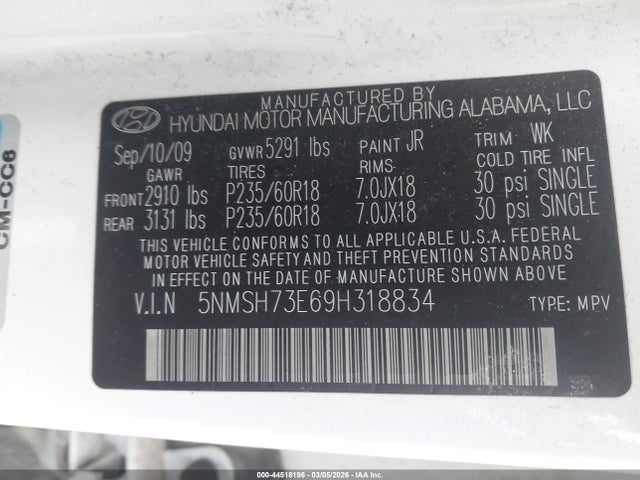 MANUFACTURED BY
HYUNDAI MOTOR MANUFACTURING ALABAMA, LLC
Sep/10/09 GVWR 5291 lbs PAINT JR TRIM WK
GAWR TIRES RIMS COLD TIRE INFL
FRONT 2910 lbs P235/60R18 7.0JX18 30 psi SINGLE
REAR 3131 lbs P235/60R18 7.0JX18 30 psi SINGLE
THIS VEHICLE CONFORMS TO ALL APPLICABLE U.S.A. FEDERAL
MOTOR VEHICLE SAFETY AND THEFT PREVENTION STANDARDS
IN EFFECT ON THE DATE OF MANUFACTURE SHOWN ABOVE
V.I.N 5NMSH73E69H318834 TYPE: MPV
CM-CC6
000-44518196 - 03/05/2026 - IAA Inc.